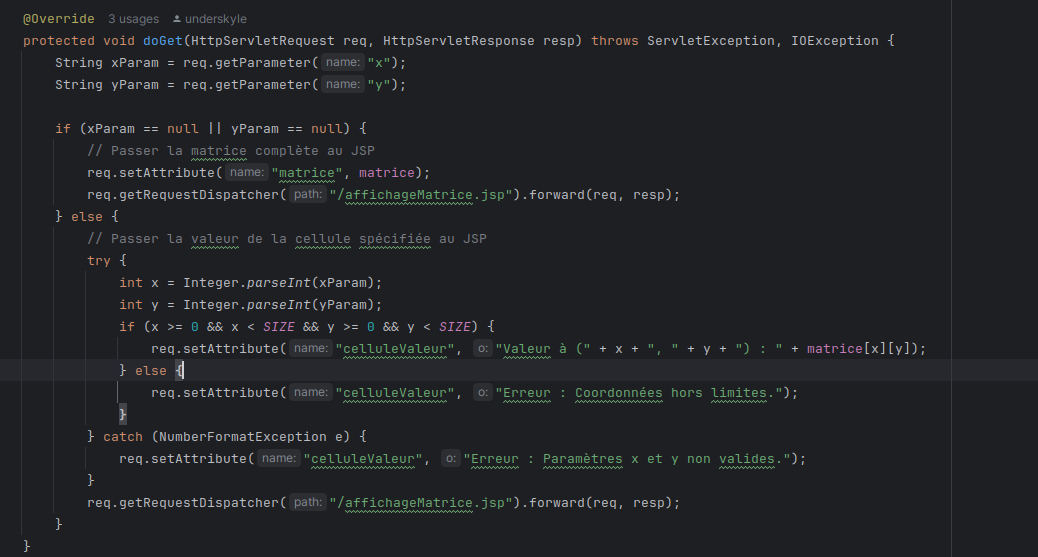 @Override 3 usages underskyle
protected void doGet(HttpServletRequest req, HttpServletResponse resp) throws ServletException, IOException {
String xParam = req.getParameter( name: "x");
String yParam = req.getParameter( name: "y");
if (xParam == null || yParam == null) {
// Passer la matrice complète au JSP
req.setAttribute( name: "matrice", matrice);
req.getRequestDispatcher( path: "/affichageMatrice.jsp").forward(req, resp);
} else {
// Passer la valeur de la cellule spécifiée au JSP
try {
int x = Integer.parseInt(xParam);
int y = Integer.parseInt(yParam);
if (x >= 0 && x < SIZE && y >= 0 && y < SIZE) {
req.setAttribute( name: "celluleValeur", o: "Valeur à (" + x + ", " + y + ") : " + matrice[x][y]);
} else {
req.setAttribute( name: "celluleValeur", o: "Erreur : Coordonnées hors limites.");
}
} catch (NumberFormatException e) {
req.setAttribute( name: "celluleValeur", o: "Erreur : Paramètres x et y non valides.");
}
req.getRequestDispatcher( path: "/affichageMatrice.jsp").forward(req, resp);
}
}